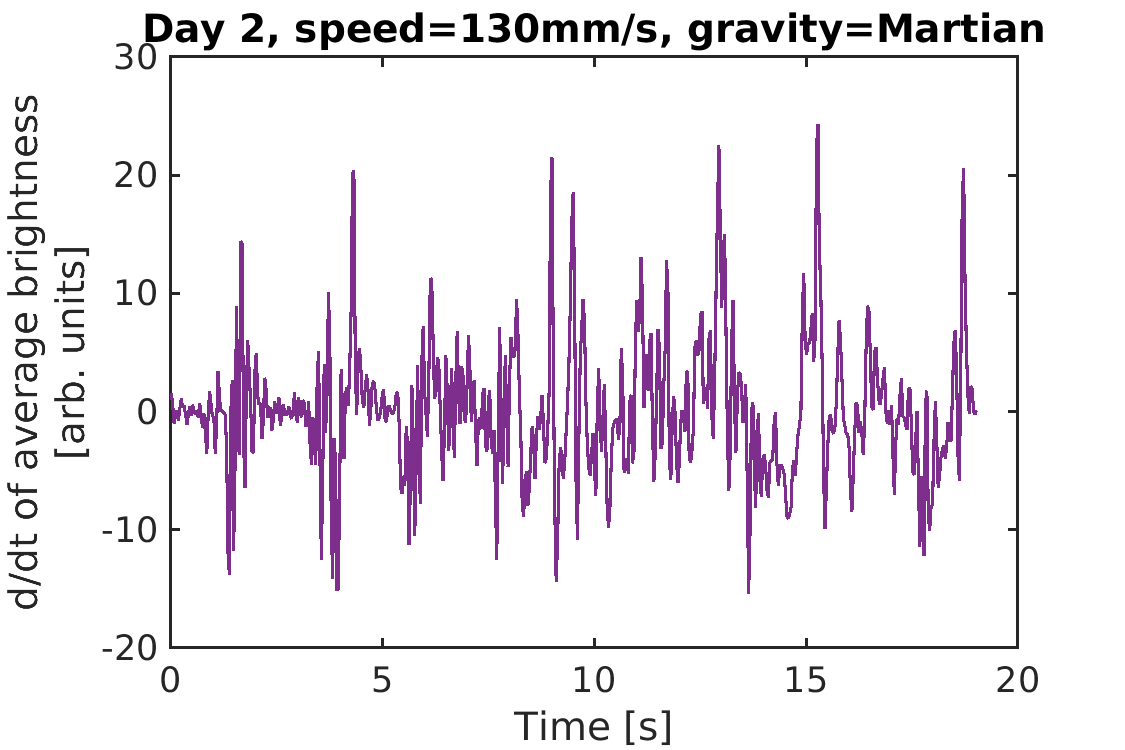 Day 2, speed=130mm/s, gravity=Martian
d/dt of average brightness
[arb. units]
30
20
10
0
-10
-20
0
5
10
15
20
Time [s]